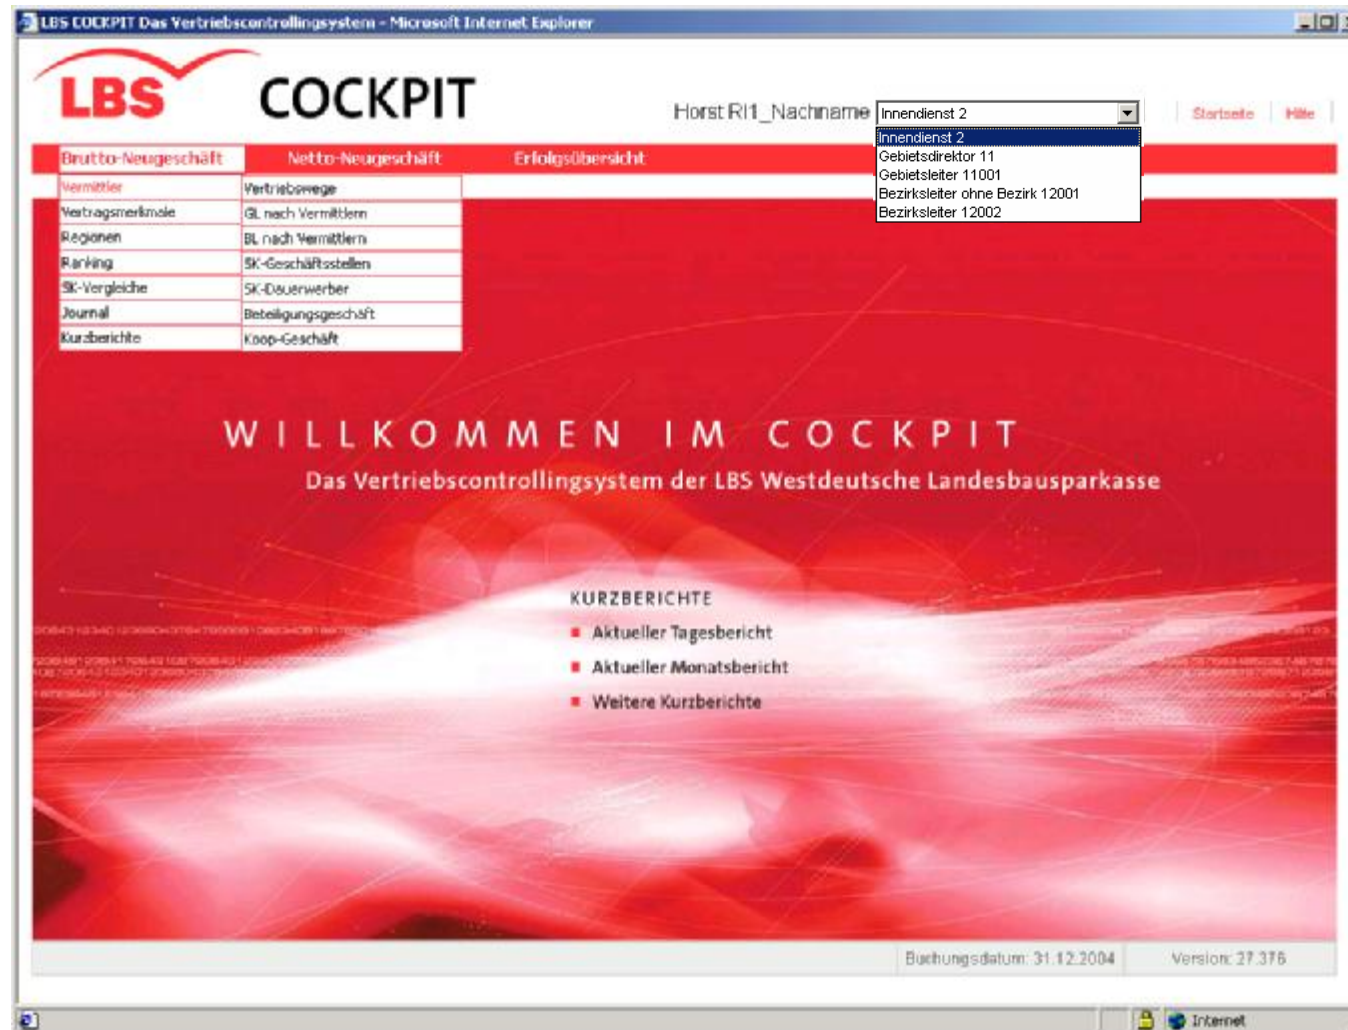 LBS COCKPIT Das Vertriebscontrollingsystem - Microsoft Internet Explorer
LBS COCKPIT
Horst RI1_Nachname Innendienst 2 Startseite Hilfe
Innendienst 2
Gebietsdirektor 11
Gebietsleiter 11001
Bezirksleiter ohne Bezirk 12001
Bezirksleiter 12002
Brutto-Neugeschäft Netto-Neugeschäft Erfolgsübersicht
Vermittler Vertriebswege
Vertragsmerkmale GL nach Vermittlern
Regionen BL nach Vermittlern
Ranking SK-Geschäftsstellen
SK-Vergleiche SK-Dauerwerber
Journal Beteiligungsgeschäft
Kurzberichte Koop-Geschäft
WILLKOMMEN IM COCKPIT
Das Vertriebscontrollingsystem der LBS Westdeutsche Landesbausparkasse
KURZBERICHTE
Aktueller Tagesbericht
Aktueller Monatsbericht
Weitere Kurzberichte
Buchungsdatum: 31.12.2004 Version: 27.376
Internet